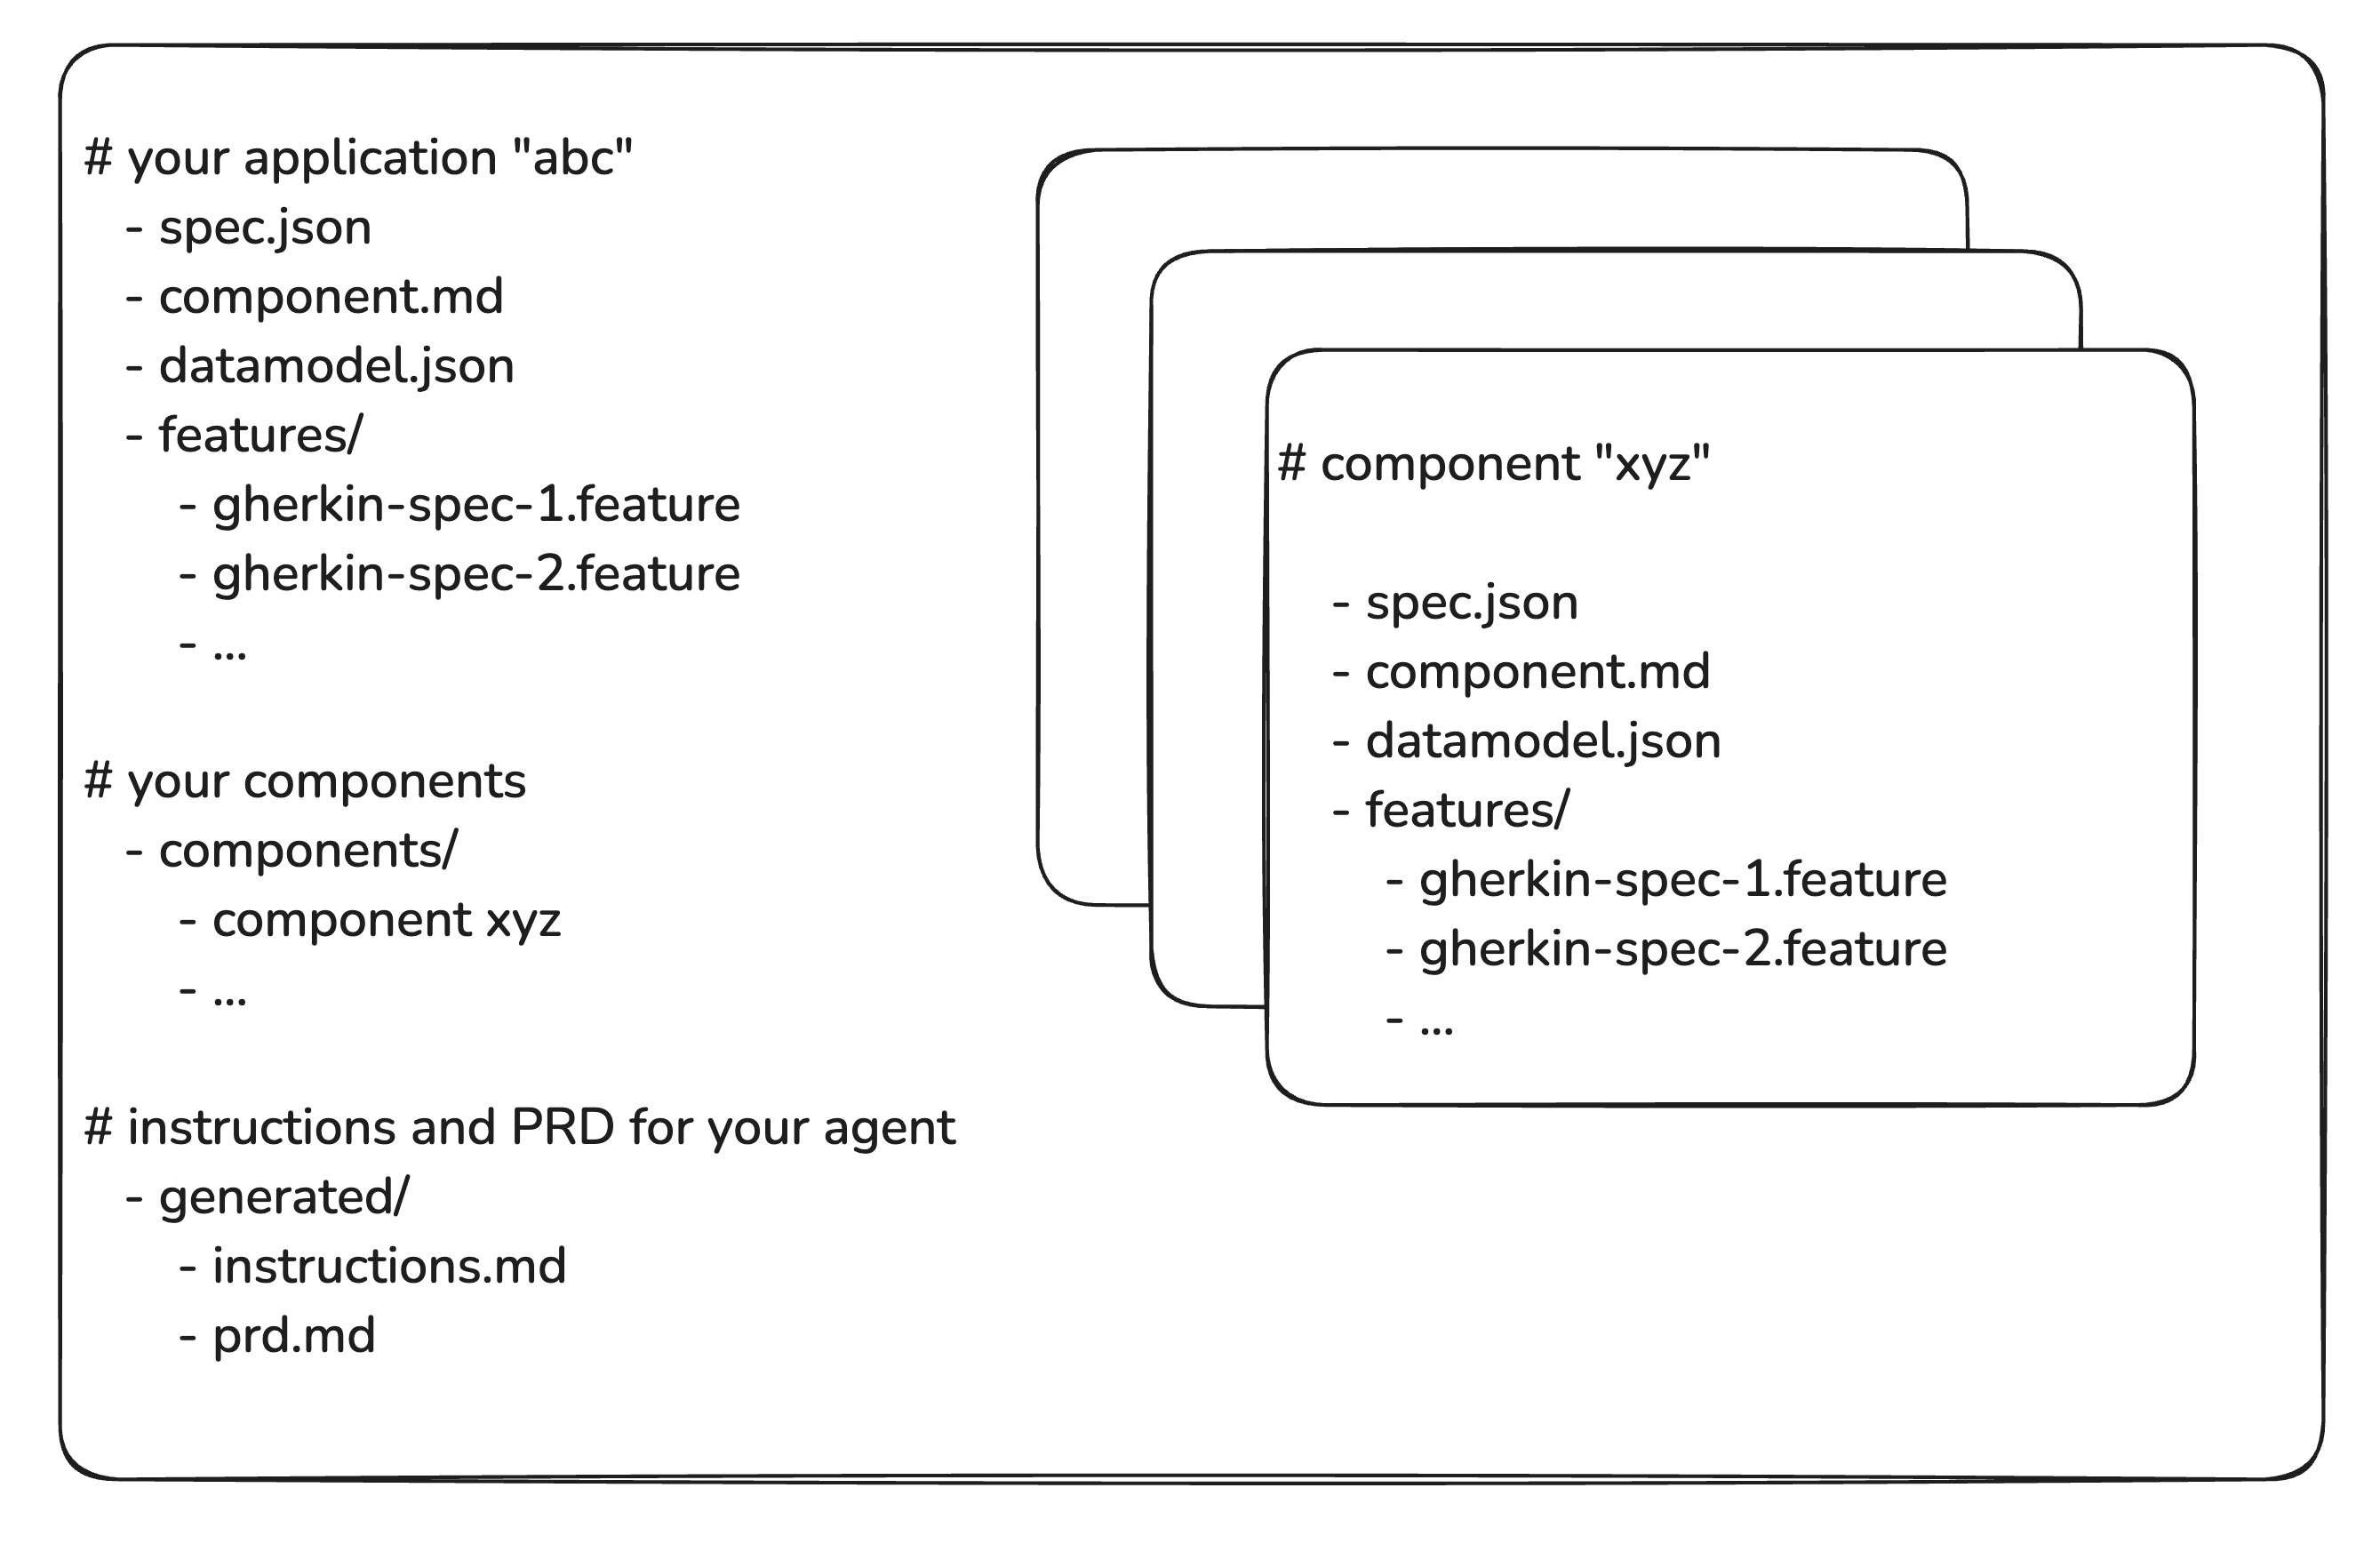 # your application "abc"
- spec.json
- component.md
- datamodel.json
- features/
- gherkin-spec-1.feature
- gherkin-spec-2.feature
- ...
# your components
- components/
- component xyz
- ...
# instructions and PRD for your agent
- generated/
- instructions.md
- prd.md
# component "xyz"
- spec.json
- component.md
- datamodel.json
- features/
- gherkin-spec-1.feature
- gherkin-spec-2.feature
- ...